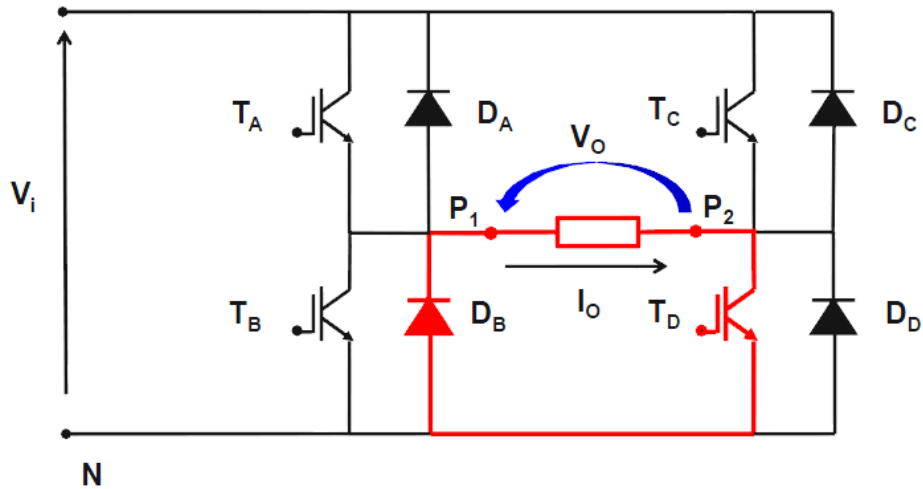 T_A
D_A
T_C
D_C
V_O
V_i
P_1
P_2
I_O
T_B
D_B
T_D
D_D
N